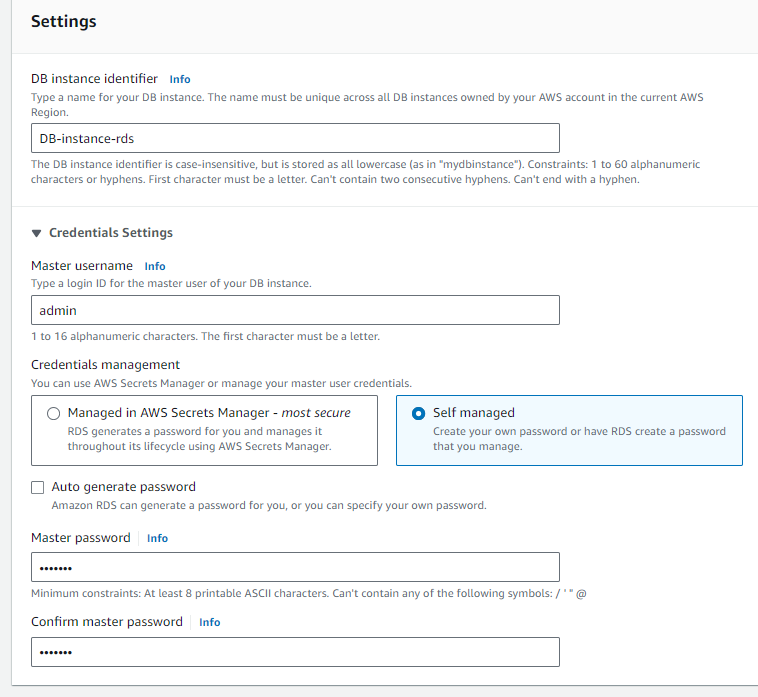 Settings
DB instance identifier Info
Type a name for your DB instance. The name must be unique across all DB instances owned by your AWS account in the current AWS
Region.
DB-instance-rds
The DB instance identifier is case-insensitive, but is stored as all lowercase (as in "mydbinstance"). Constraints: 1 to 60 alphanumeric
characters or hyphens. First character must be a letter. Can't contain two consecutive hyphens. Can't end with a hyphen.
Credentials Settings
Master username Info
Type a login ID for the master user of your DB instance.
admin
1 to 16 alphanumeric characters. The first character must be a letter.
Credentials management
You can use AWS Secrets Manager or manage your master user credentials.
Managed in AWS Secrets Manager - most secure
RDS generates a password for you and manages it
throughout its lifecycle using AWS Secrets Manager.
Self managed
Create your own password or have RDS create a password
that you manage.
Auto generate password
Amazon RDS can generate a password for you, or you can specify your own password.
Master password Info
•••••••
Minimum constraints: At least 8 printable ASCII characters. Can't contain any of the following symbols: / ' " @
Confirm master password Info
•••••••